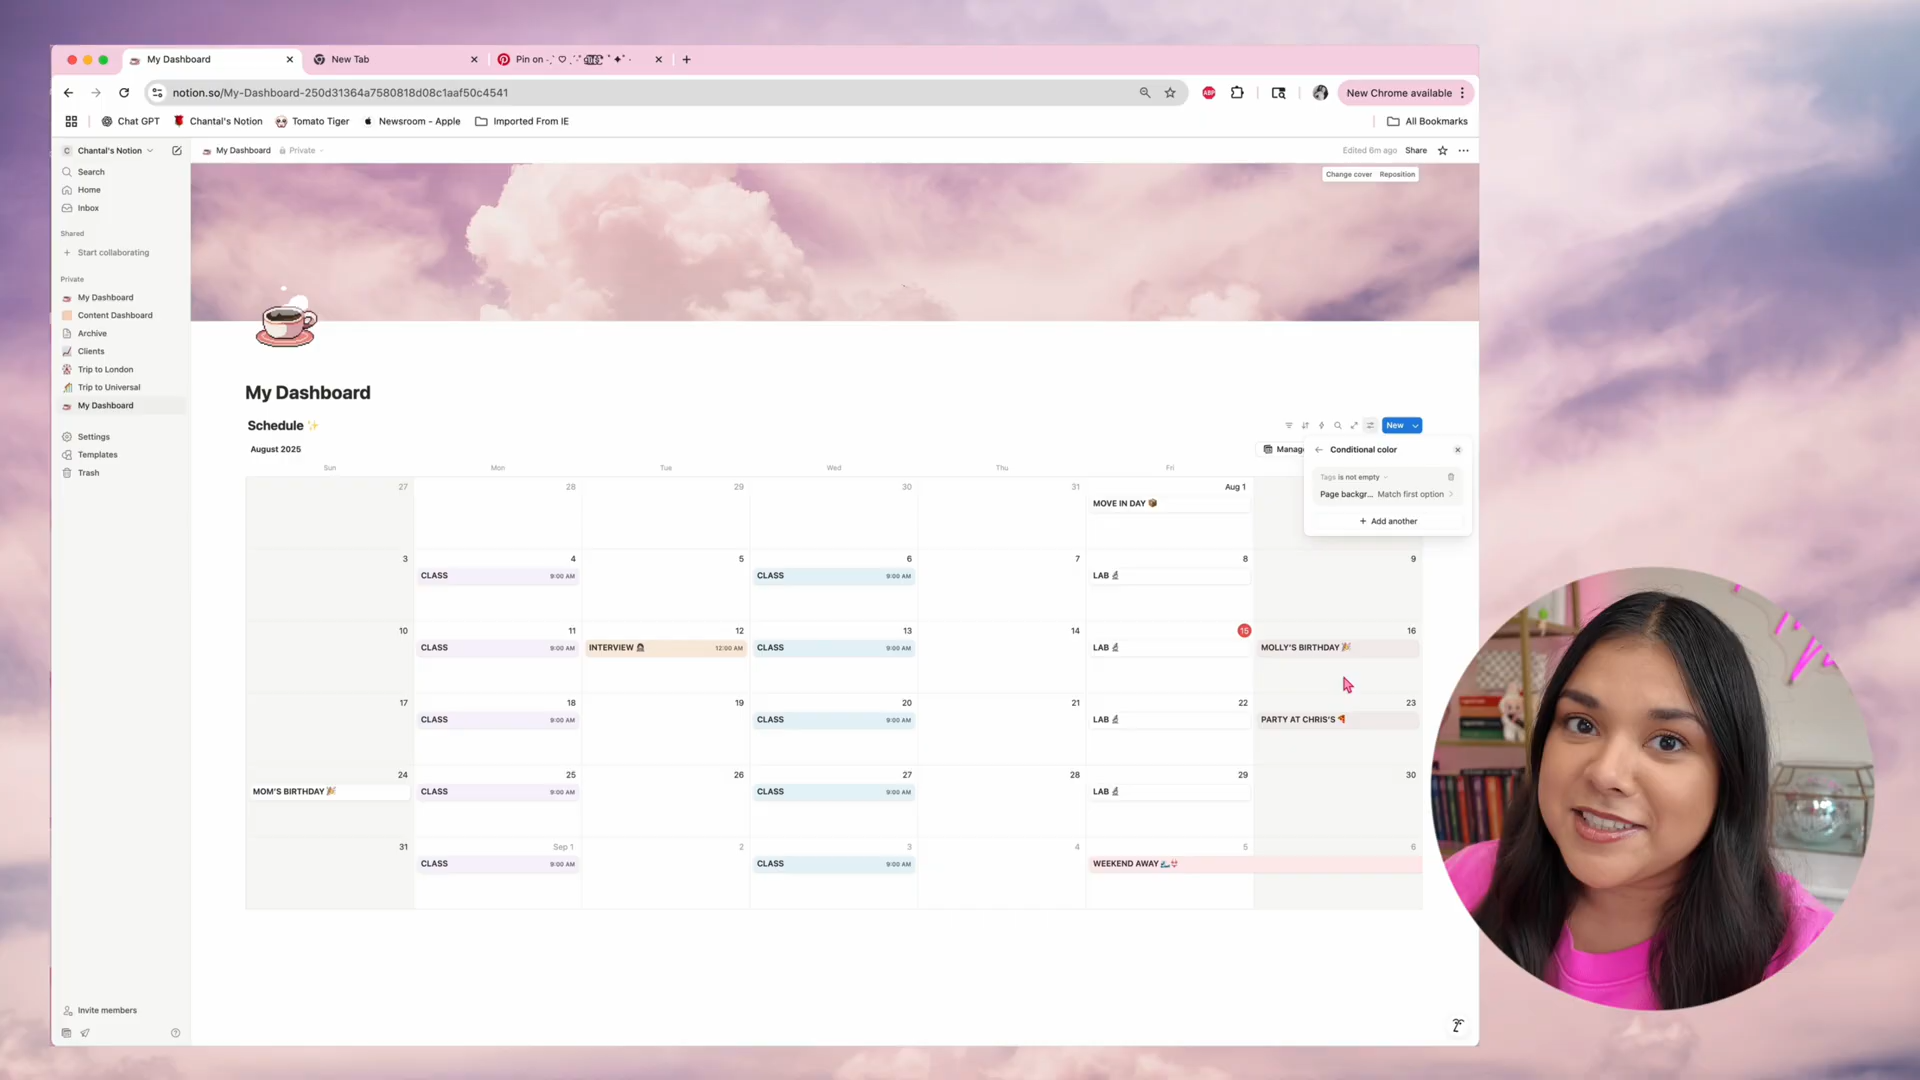 My Dashboard
New Tab
Pin on
notion.so/My-Dashboard-250d31364a7580818d08c1aaf50c4541
ABP
New Chrome available
Chat GPT
Chantal's Notion
Tomato Tiger
Newsroom - Apple
Imported From IE
All Bookmarks
C Chantal's Notion
My Dashboard
Private
Edited 6m ago
Share
Search
Home
Inbox
Shared
Start collaborating
Private
My Dashboard
Content Dashboard
Archive
Clients
Trip to London
Trip to Universal
My Dashboard
Settings
Templates
Trash
Invite members
Change cover
Reposition
My Dashboard
Schedule ✨
New
August 2025
Manage
Conditional color
Tags is not empty
Page backgr... Match first option
+ Add another
Sun Mon Tue Wed Thu Fri
27 28 29 30 31 Aug 1
MOVE IN DAY 📦
3 4 5 6 7 8 9
CLASS 9:00 AM
CLASS 9:00 AM
LAB 🔬
10 11 12 13 14 15 16
CLASS 9:00 AM
INTERVIEW 12:00 AM
CLASS 9:00 AM
LAB 🔬
MOLLY'S BIRTHDAY 🎉
17 18 19 20 21 22 23
CLASS 9:00 AM
CLASS 9:00 AM
LAB 🔬
PARTY AT CHRIS'S 🍕
24 25 26 27 28 29 30
MOM'S BIRTHDAY 🎉
CLASS 9:00 AM
CLASS 9:00 AM
LAB 🔬
31 Sep 1 2 3 4 5 6
CLASS 9:00 AM
CLASS 9:00 AM
WEEKEND AWAY